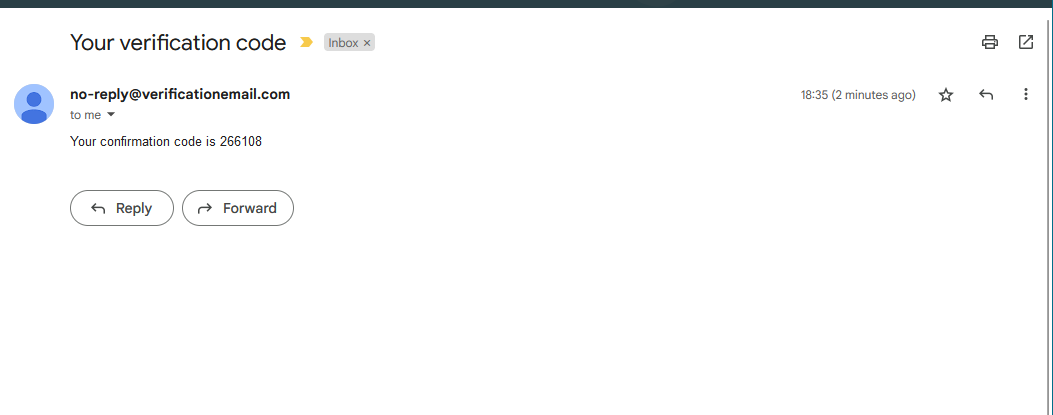 Your verification code Inbox ×
no-reply@verificationemail.com 18:35 (2 minutes ago)
to me
Your confirmation code is 266108
Reply Forward